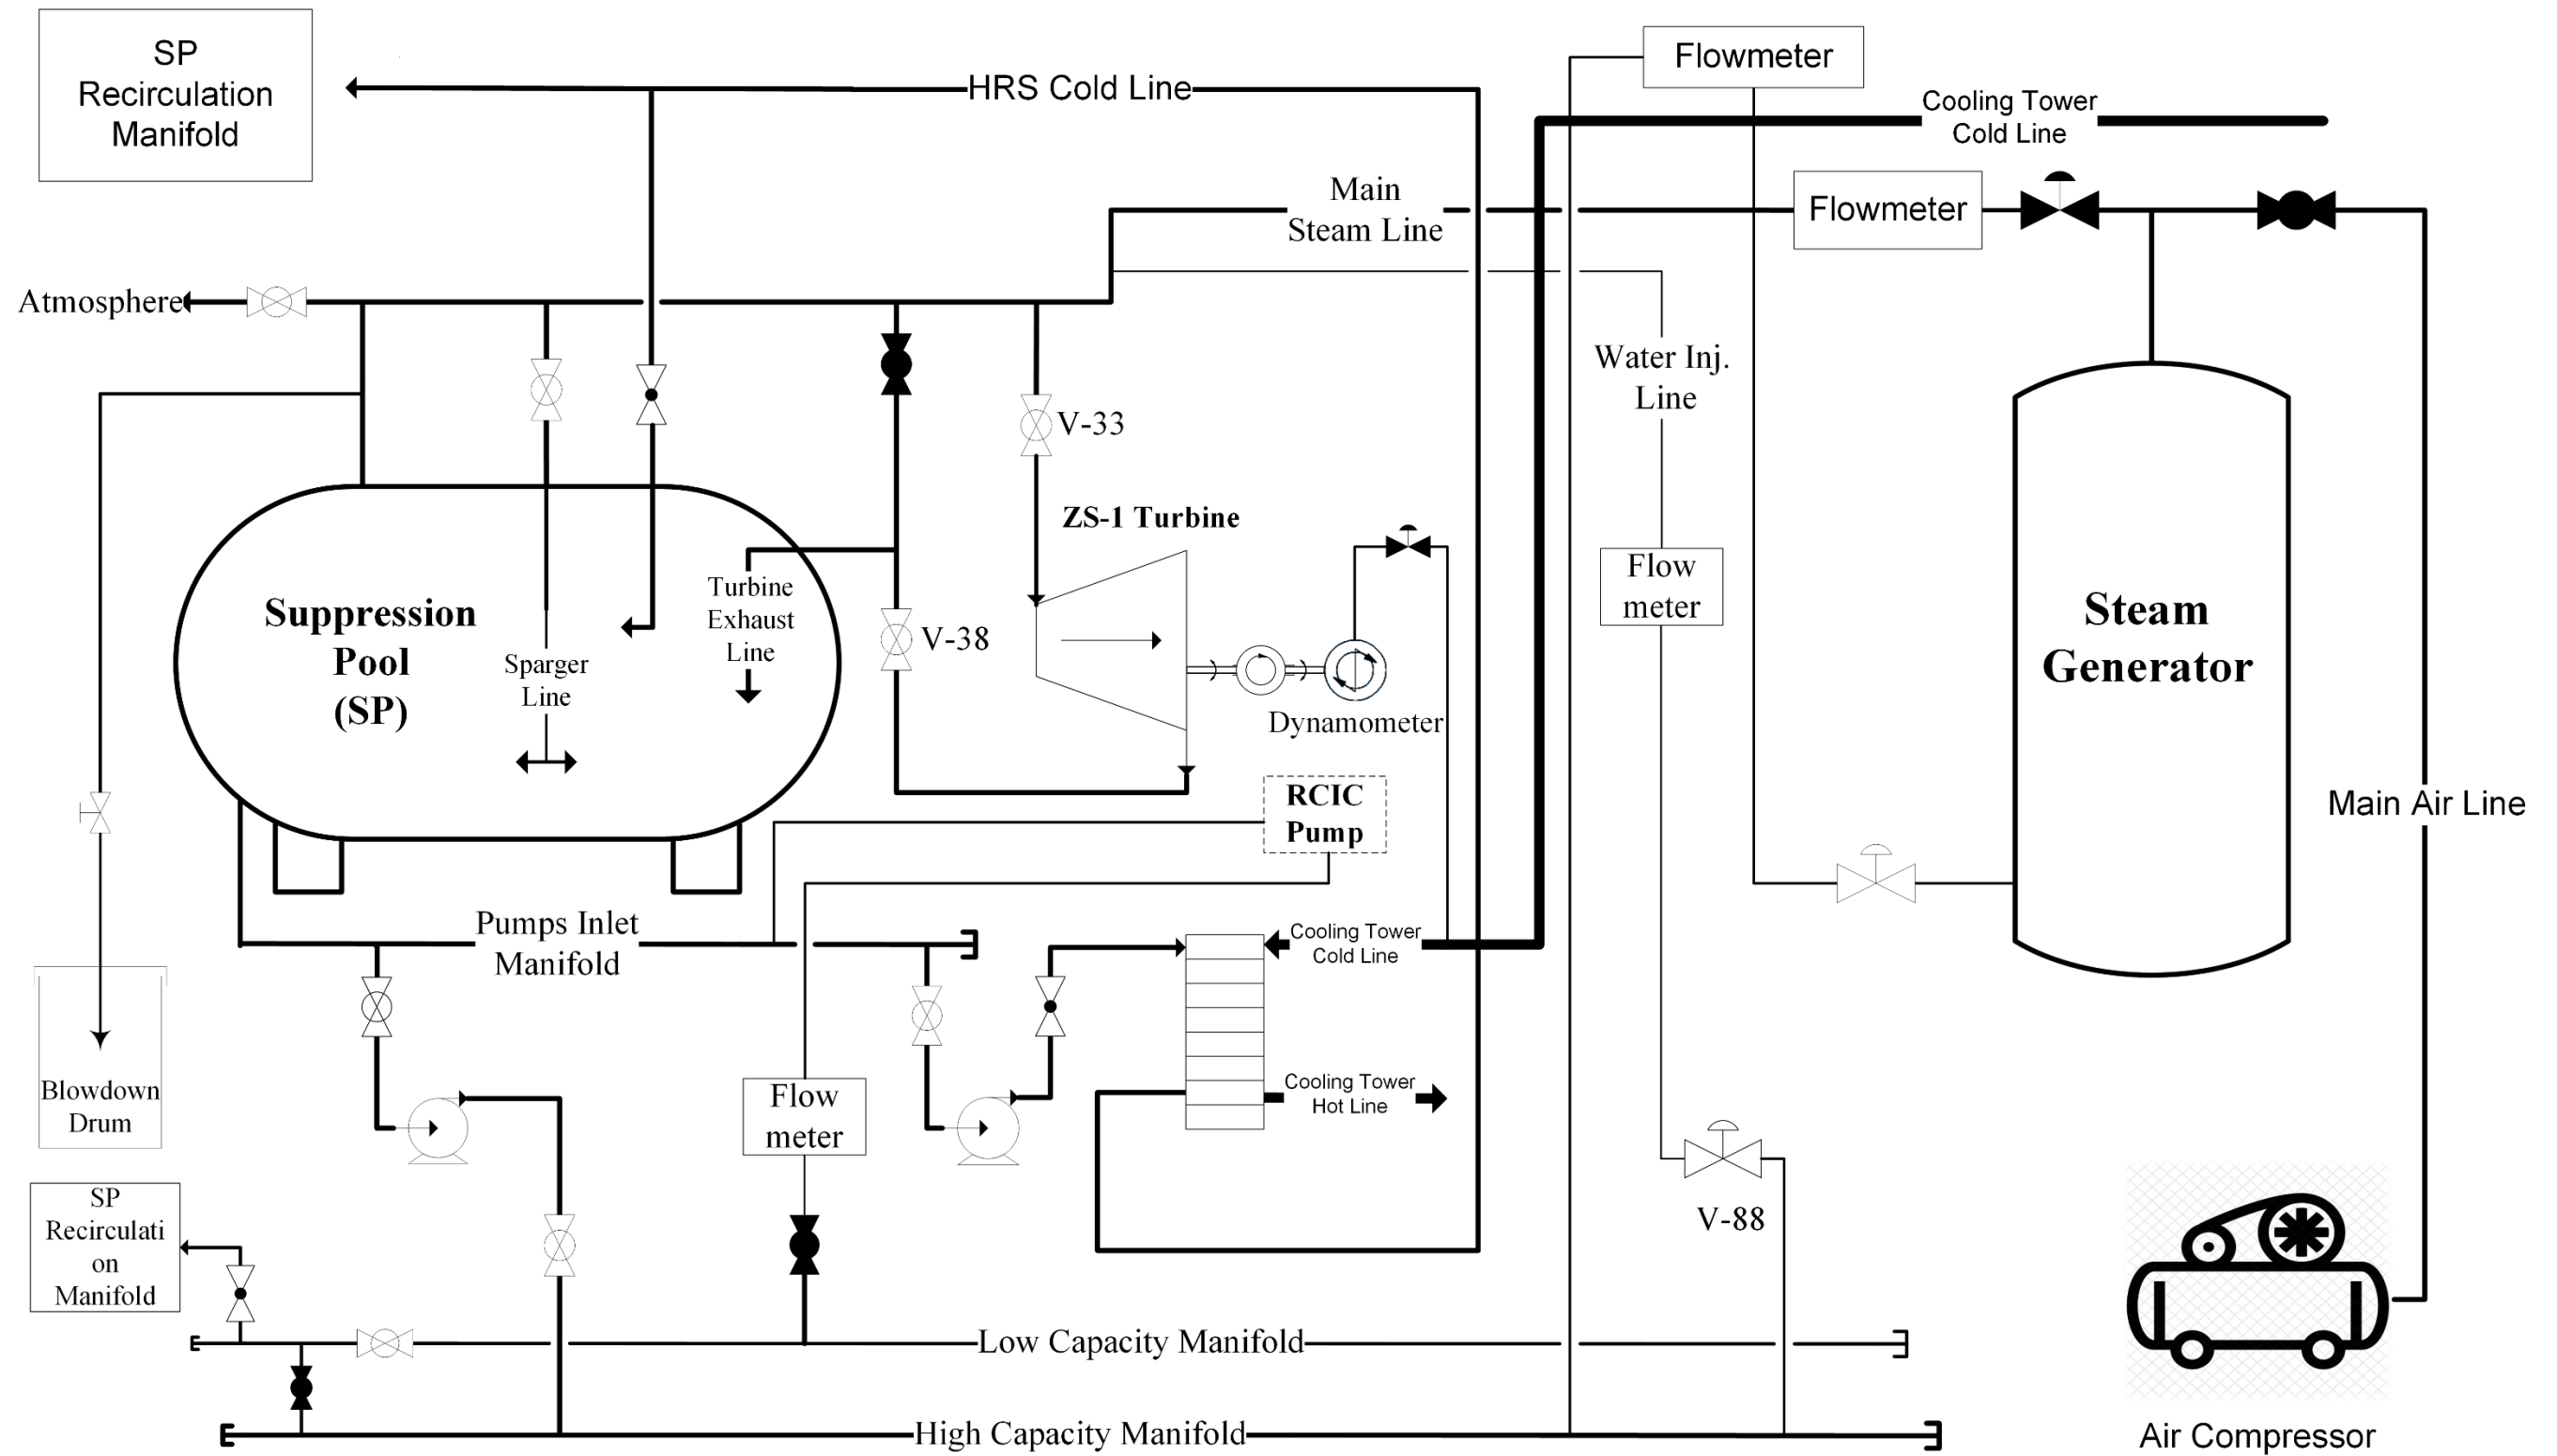 SP
Recirculation
Manifold
HRS Cold Line
Flowmeter
Cooling Tower
Cold Line
Main
Steam Line
Flowmeter
Atmosphere
Water Inj.
Line
V-33
ZS-1 Turbine
Flow
meter
Suppression
Pool
(SP)
Turbine
Exhaust
Line
V-38
Sparger
Line
Steam
Generator
Dynamometer
RCIC
Pump
Main Air Line
Pumps Inlet
Manifold
Cooling Tower
Cold Line
Blowdown
Drum
Flow
meter
Cooling Tower
Hot Line
SP
Recirculati
on
Manifold
V-88
Low Capacity Manifold
High Capacity Manifold
Air Compressor